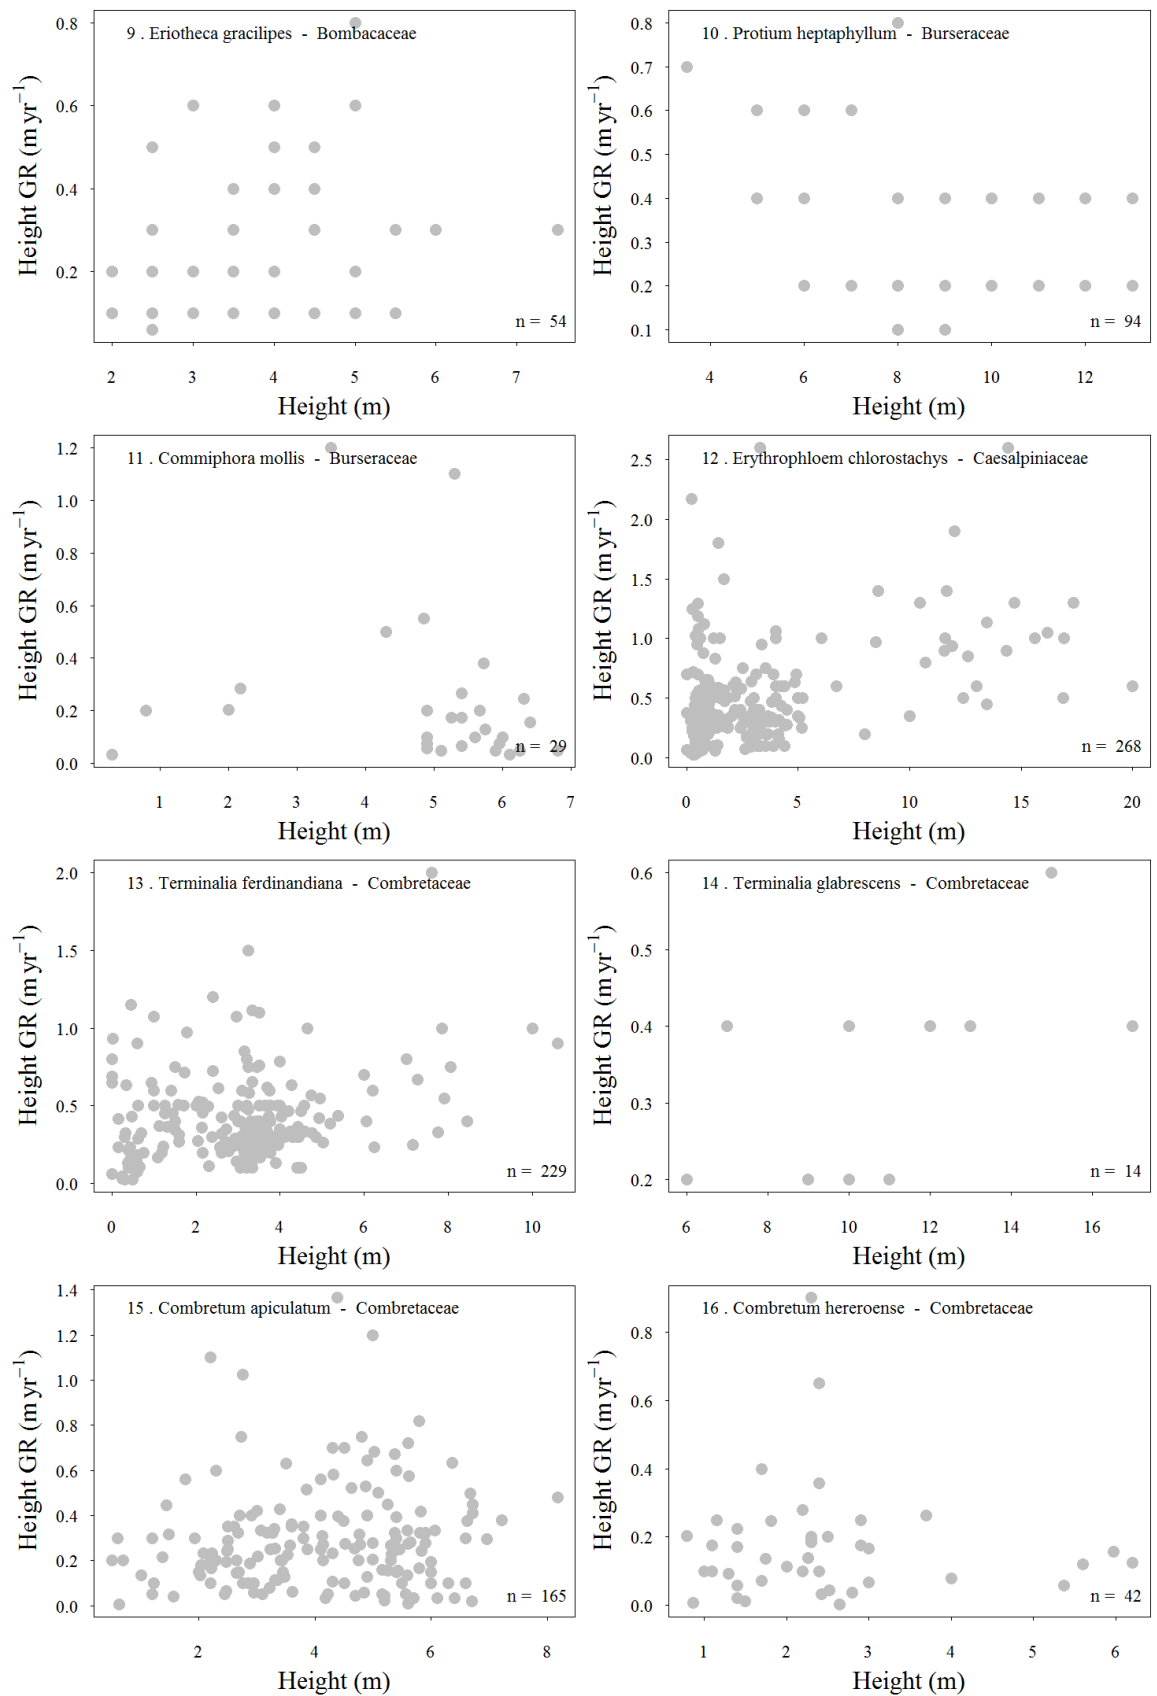 9 . Eriotheca gracilipes - Bombacaceae
Height GR (m yr−1)
0.8
0.6
0.4
0.2
n = 54
2 3 4 5 6 7
Height (m)
10 . Protium heptaphyllum - Burseraceae
Height GR (m yr−1)
0.8
0.7
0.6
0.5
0.4
0.3
0.2
0.1
n = 94
4 6 8 10 12
Height (m)
11 . Commiphora mollis - Burseraceae
Height GR (m yr−1)
1.2
1.0
0.8
0.6
0.4
0.2
0.0
n = 29
1 2 3 4 5 6 7
Height (m)
12 . Erythrophloem chlorostachys - Caesalpiniaceae
Height GR (m yr−1)
2.5
2.0
1.5
1.0
0.5
0.0
n = 268
0 5 10 15 20
Height (m)
13 . Terminalia ferdinandiana - Combretaceae
Height GR (m yr−1)
2.0
1.5
1.0
0.5
0.0
n = 229
0 2 4 6 8 10
Height (m)
14 . Terminalia glabrescens - Combretaceae
Height GR (m yr−1)
0.6
0.5
0.4
0.3
0.2
n = 14
6 8 10 12 14 16
Height (m)
15 . Combretum apiculatum - Combretaceae
Height GR (m yr−1)
1.4
1.2
1.0
0.8
0.6
0.4
0.2
0.0
n = 165
2 4 6 8
Height (m)
16 . Combretum hereroense - Combretaceae
Height GR (m yr−1)
0.8
0.6
0.4
0.2
0.0
n = 42
1 2 3 4 5 6
Height (m)